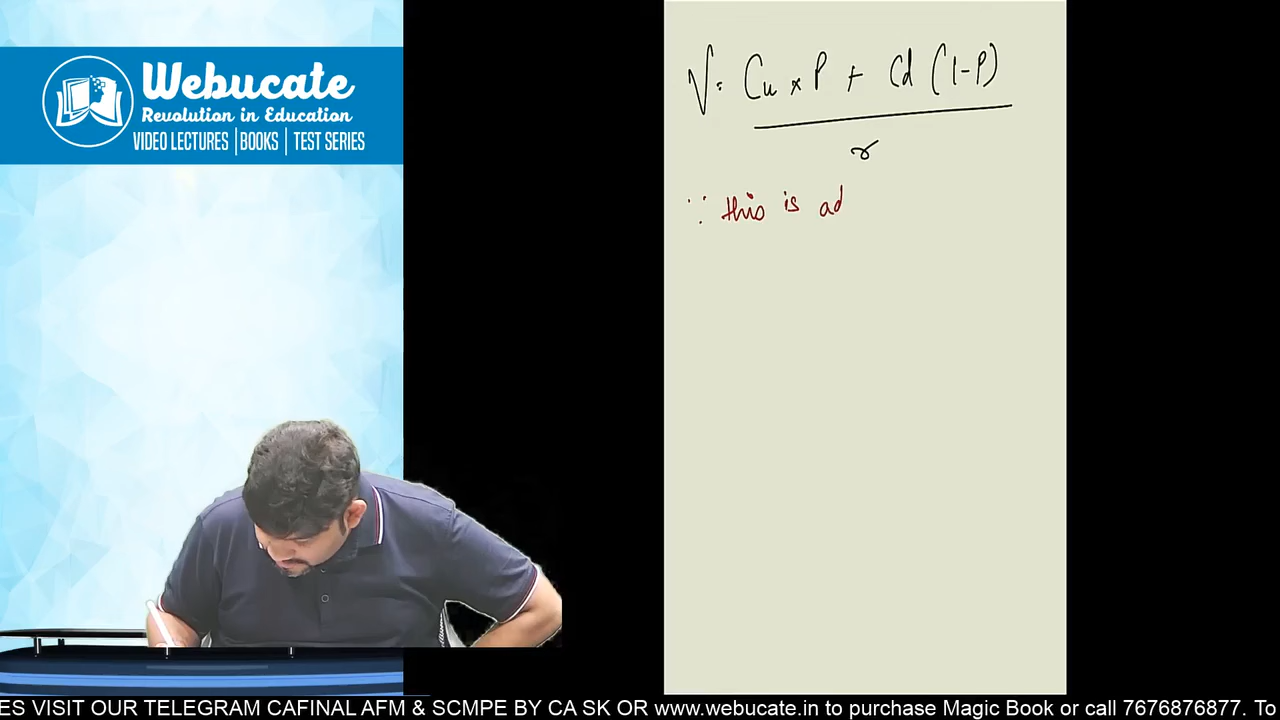 Webucate
Revolution in Education
VIDEO LECTURES | BOOKS | TEST SERIES
V = Cu × P + Cd (1-P)
r
∵ this is ad
ES VISIT OUR TELEGRAM CAFINAL AFM & SCMPE BY CA SK OR www.webucate.in to purchase Magic Book or call 7676876877. To